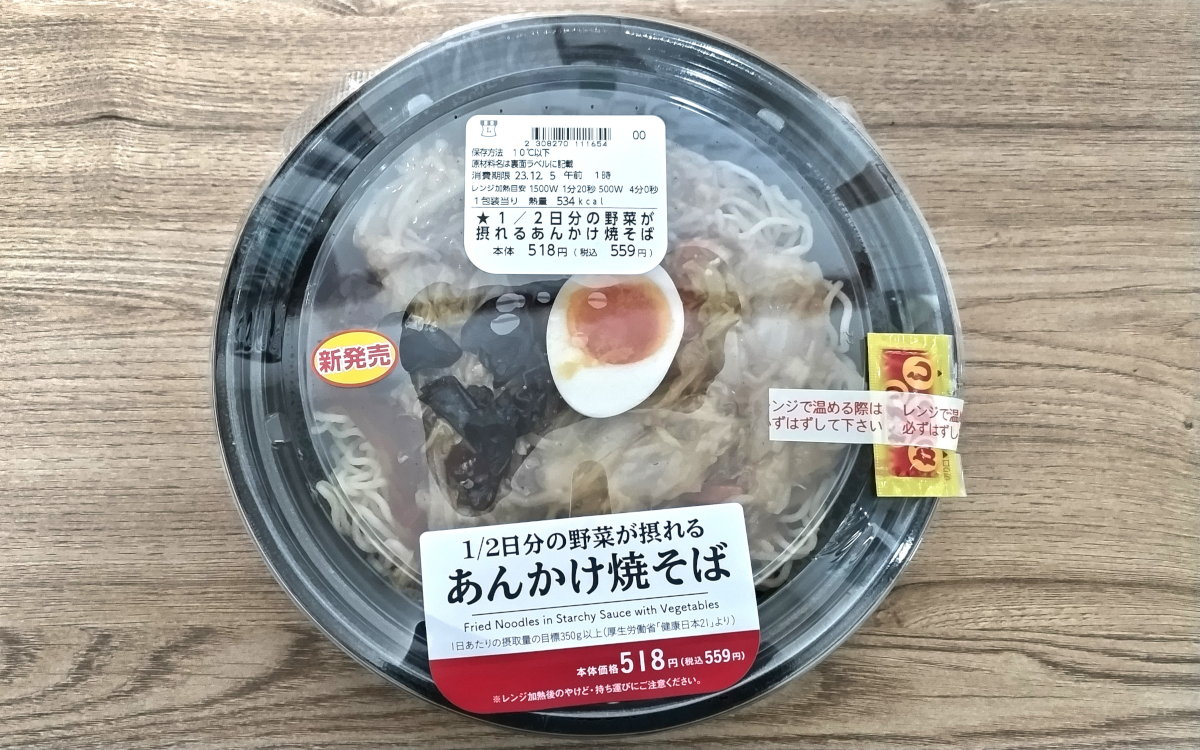 00
2 308270 111654
保存方法 10℃以下
原材料名は裏面ラベルに記載
消費期限 23.12. 5 午前 1時
レンジ加熱目安 1500W 1分20秒 500W 4分0秒
1包装当り 熱量 534kcal
★1/2日分の野菜が
摂れるあんかけ焼そば
本体 518円(税込 559円)
新発売
ンジで温める際は
ずはずして下さい
レンジで温
必ずはずし
1/2日分の野菜が摂れる
あんかけ焼そば
Fried Noodles in Starchy Sauce with Vegetables
1日あたりの摂取量の目標350g以上(厚生労働省「健康日本21」より)
本体価格518円(税込559円)
※レンジ加熱後のやけど・持ち運びにご注意ください。